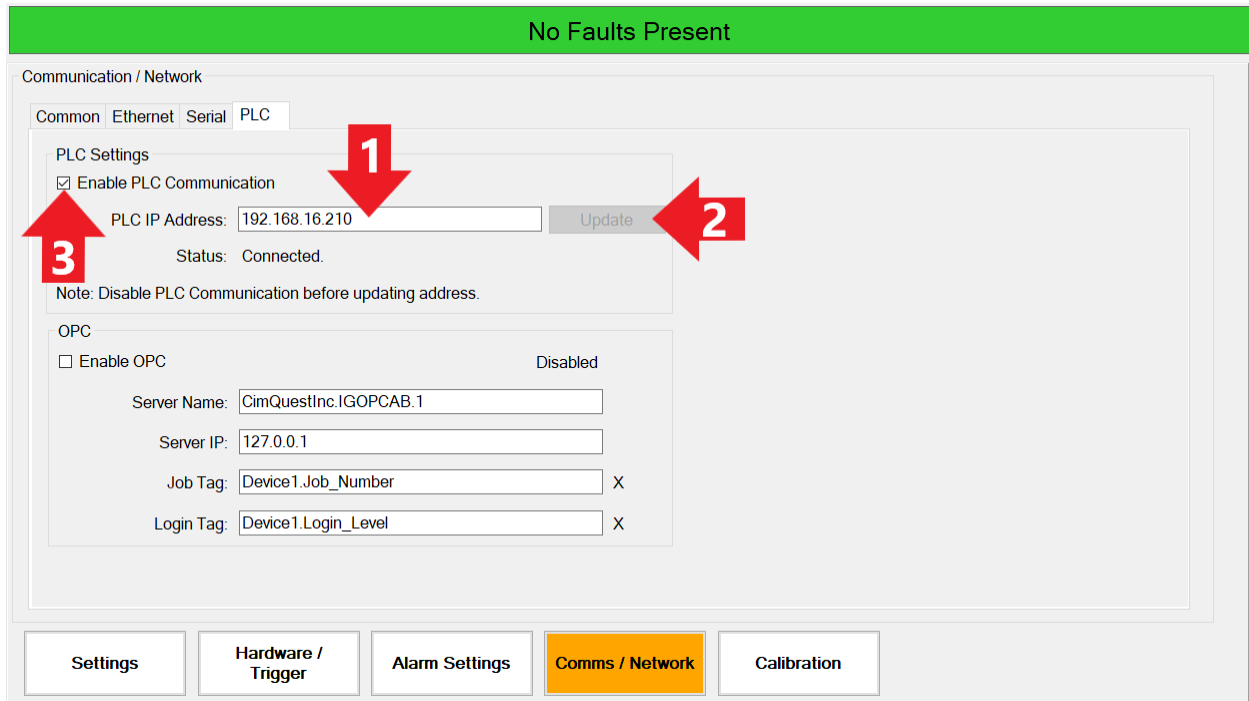 No Faults Present
Communication / Network
Common Ethernet Serial PLC
PLC Settings
1
Enable PLC Communication
PLC IP Address: 192.168.16.210 Update 2
3
Status: Connected.
Note: Disable PLC Communication before updating address.
OPC
Enable OPC Disabled
Server Name: CimQuestInc.IGOPCAB.1
Server IP: 127.0.0.1
Job Tag: Device1.Job_Number X
Login Tag: Device1.Login_Level X
Settings Hardware / Trigger Alarm Settings Comms / Network Calibration